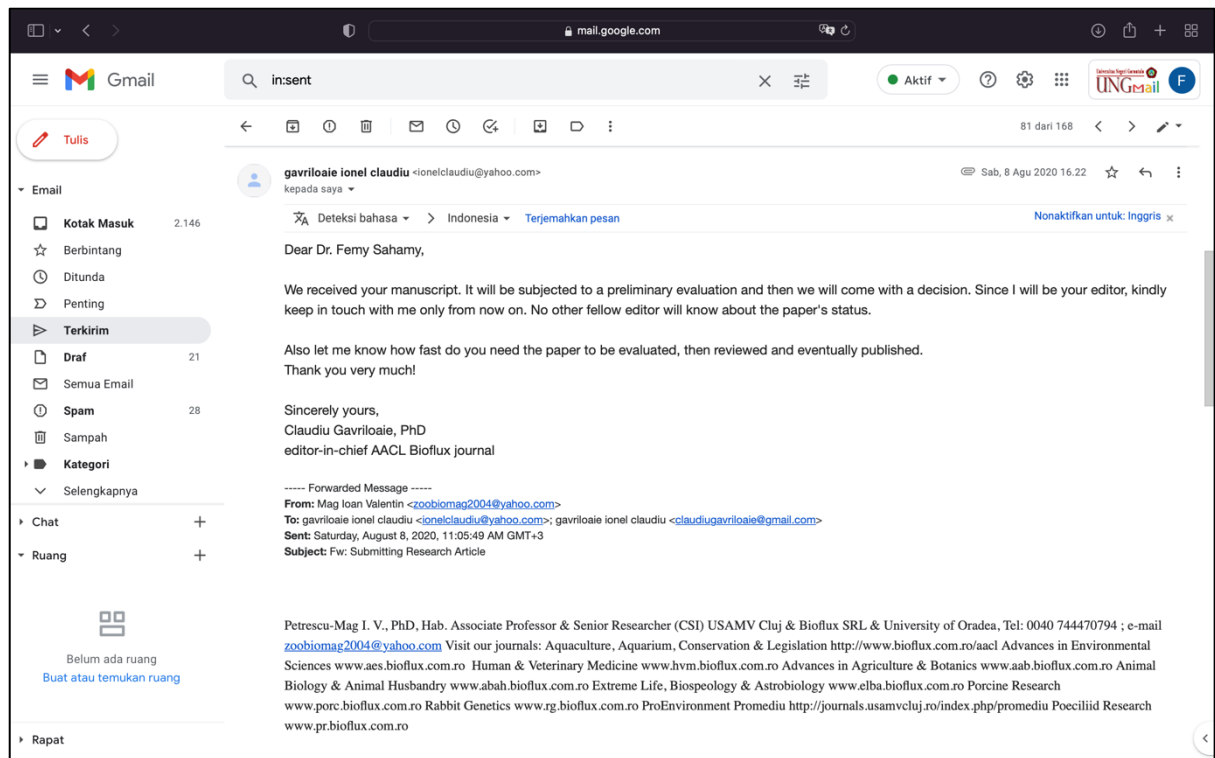 mail.google.com
Gmail
in:sent
Aktif
Universitas Negeri Gorontalo
UNGmail
F
Tulis
81 dari 168
gavriloaie ionel claudiu <ionelclaudiu@yahoo.com>
Sab, 8 Agu 2020 16.22
kepada saya
Email
Deteksi bahasa
Indonesia
Terjemahkan pesan
Nonaktifkan untuk: Inggris
Kotak Masuk 2.146
Berbintang
Ditunda
Penting
Terkirim
Draf 21
Semua Email
Spam 28
Sampah
Kategori
Selengkapnya
Chat
Ruang
Belum ada ruang
Buat atau temukan ruang
Rapat
Dear Dr. Femy Sahamy,
We received your manuscript. It will be subjected to a preliminary evaluation and then we will come with a decision. Since I will be your editor, kindly
keep in touch with me only from now on. No other fellow editor will know about the paper's status.
Also let me know how fast do you need the paper to be evaluated, then reviewed and eventually published.
Thank you very much!
Sincerely yours,
Claudiu Gavriloaie, PhD
editor-in-chief AACL Bioflux journal
----- Forwarded Message -----
From: Mag Ioan Valentin <zoobiomag2004@yahoo.com>
To: gavriloaie ionel claudiu <ionelclaudiu@yahoo.com>; gavriloaie ionel claudiu <claudiugavriloaie@gmail.com>
Sent: Saturday, August 8, 2020, 11:05:49 AM GMT+3
Subject: Fw: Submitting Research Article
Petrescu-Mag I. V., PhD, Hab. Associate Professor & Senior Researcher (CSI) USAMV Cluj & Bioflux SRL & University of Oradea, Tel: 0040 744470794 ; e-mail
zoobiomag2004@yahoo.com Visit our journals: Aquaculture, Aquarium, Conservation & Legislation http://www.bioflux.com.ro/aacl Advances in Environmental
Sciences www.aes.bioflux.com.ro Human & Veterinary Medicine www.hvm.bioflux.com.ro Advances in Agriculture & Botanics www.aab.bioflux.com.ro Animal
Biology & Animal Husbandry www.abah.bioflux.com.ro Extreme Life, Biospeology & Astrobiology www.elba.bioflux.com.ro Porcine Research
www.porc.bioflux.com.ro Rabbit Genetics www.rg.bioflux.com.ro ProEnvironment Promediu http://journals.usamvcluj.ro/index.php/promediu Poeciliid Research
www.pr.bioflux.com.ro